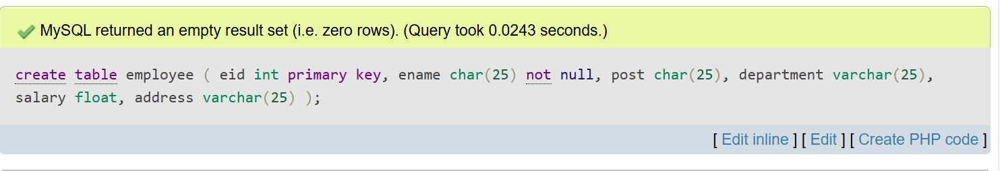 MySQL returned an empty result set (i.e. zero rows). (Query took 0.0243 seconds.)
create table employee ( eid int primary key, ename char(25) not null, post char(25), department varchar(25),
salary float, address varchar(25) );
[ Edit inline ] [ Edit ] [ Create PHP code ]